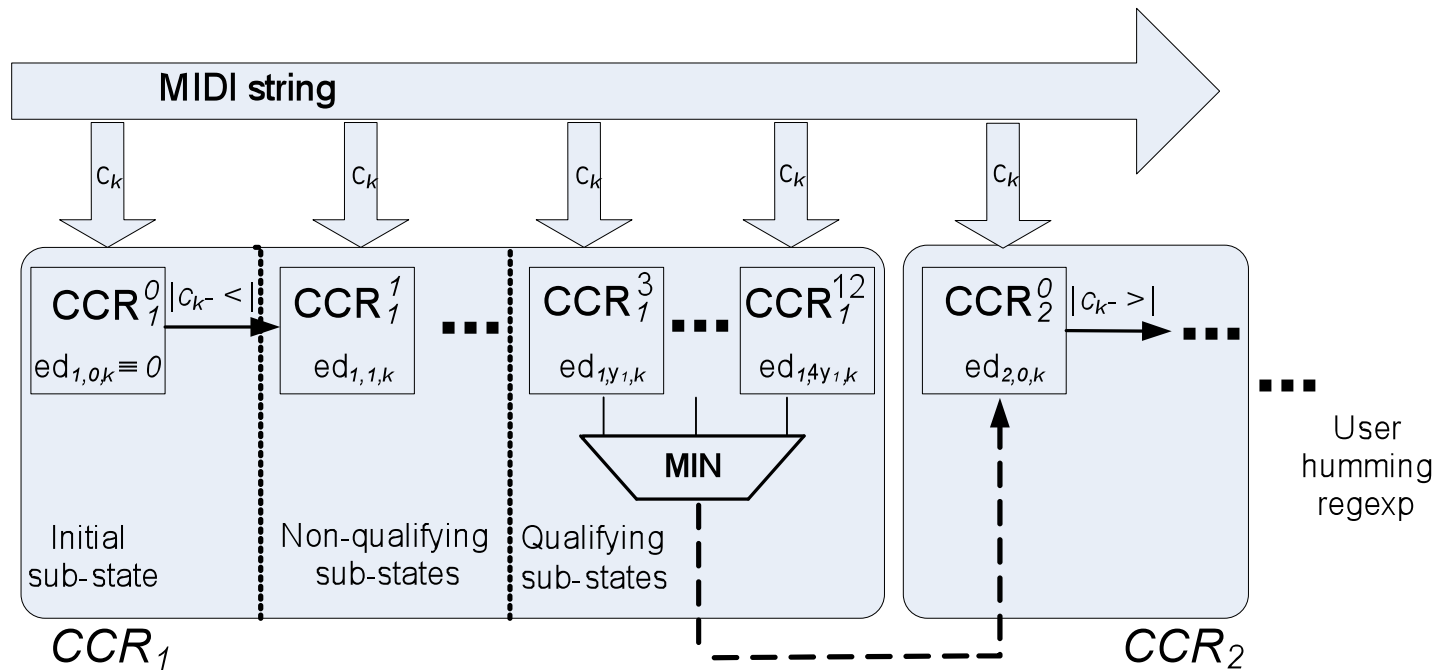 MIDI string
c_k c_k c_k c_k c_k
CCR_1^0 |c_k- <| CCR_1^1 ... CCR_1^3 ... CCR_1^12 CCR_2^0 |c_k- >| ...
ed_1,0,k ≡ 0 ed_1,1,k ed_1,y_1,k ed_1,4y_1,k ed_2,0,k
...
MIN
User
humming
regexp
Initial
sub-state
Non-qualifying
sub-states
Qualifying
sub-states
CCR_1 CCR_2